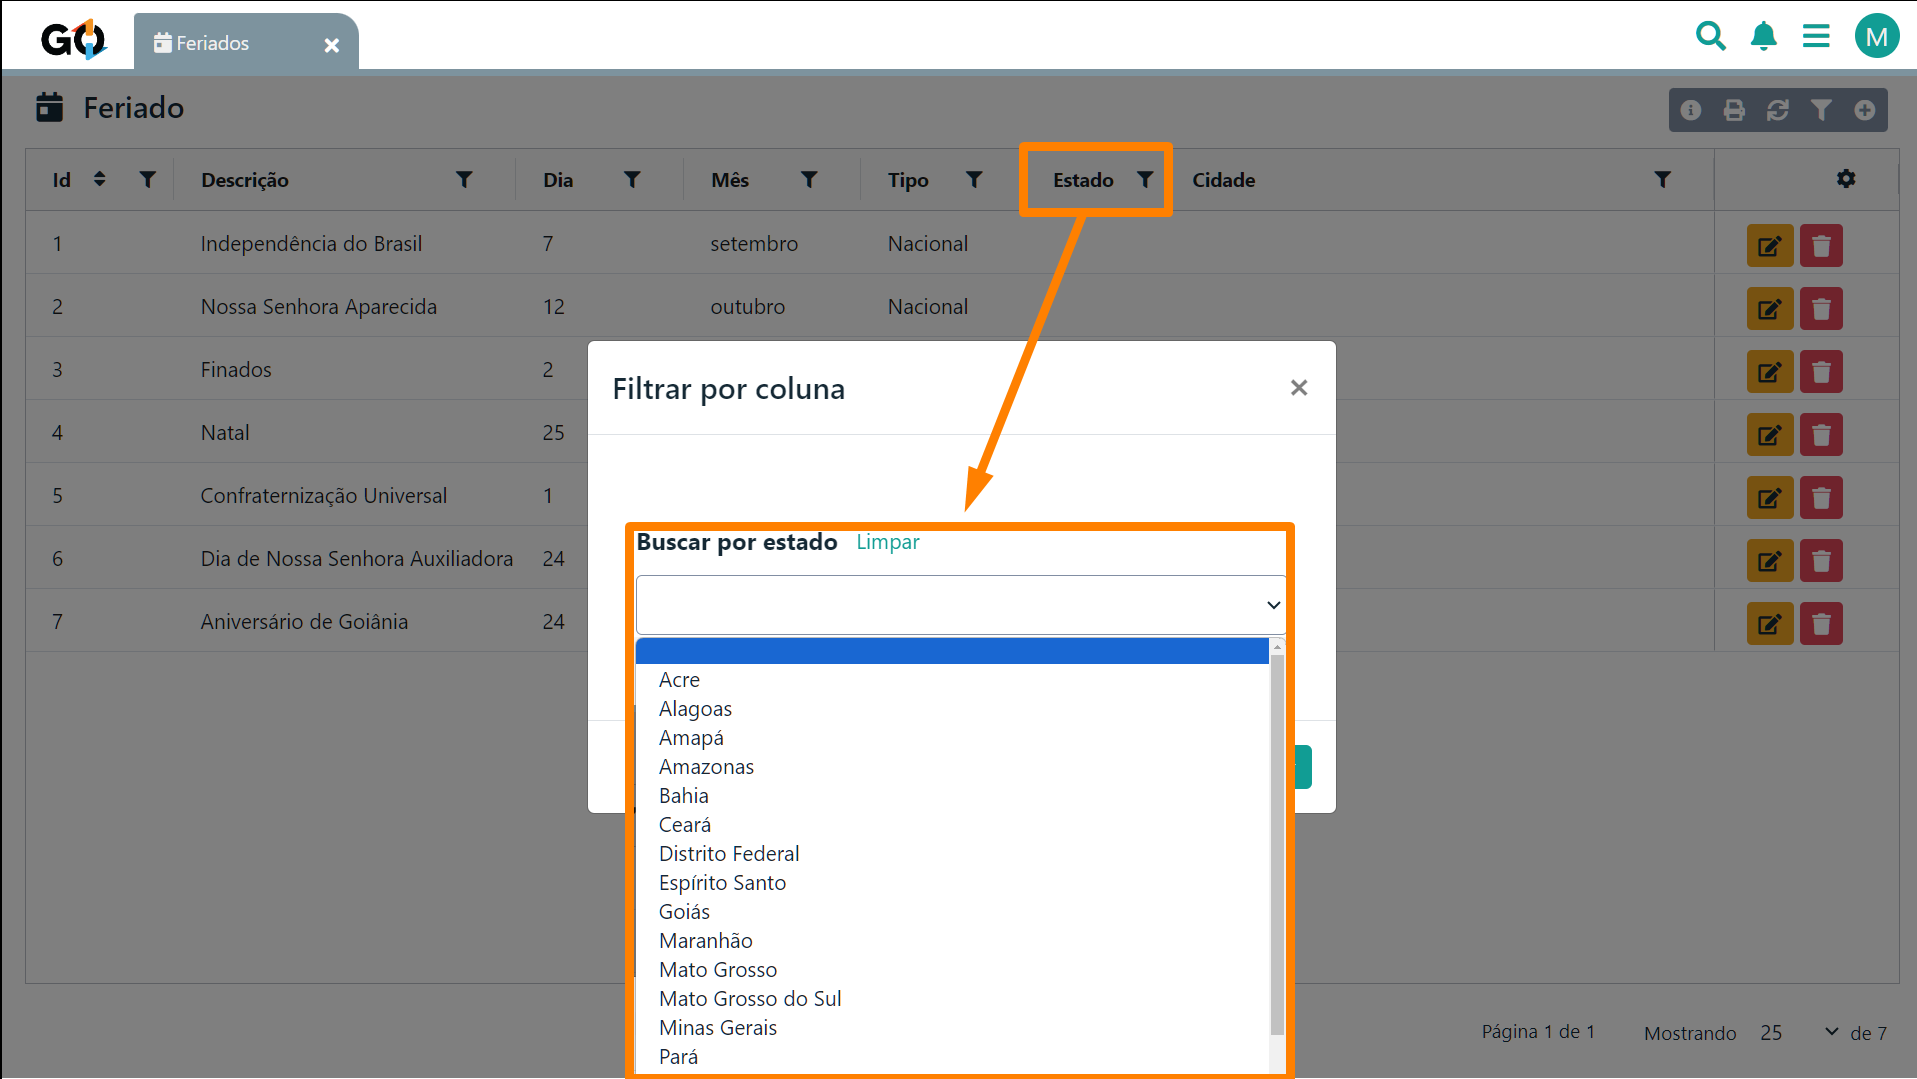 GO Feriados
M
Feriado
Id Descrição Dia Mês Tipo Estado Cidade
1 Independência do Brasil 7 setembro Nacional
2 Nossa Senhora Aparecida 12 outubro Nacional
3 Finados 2
4 Natal 25
5 Confraternização Universal 1
6 Dia de Nossa Senhora Auxiliadora 24
7 Aniversário de Goiânia 24
Filtrar por coluna
Buscar por estado Limpar
Acre
Alagoas
Amapá
Amazonas
Bahia
Ceará
Distrito Federal
Espírito Santo
Goiás
Maranhão
Mato Grosso
Mato Grosso do Sul
Minas Gerais
Pará
Página 1 de 1 Mostrando 25 de 7